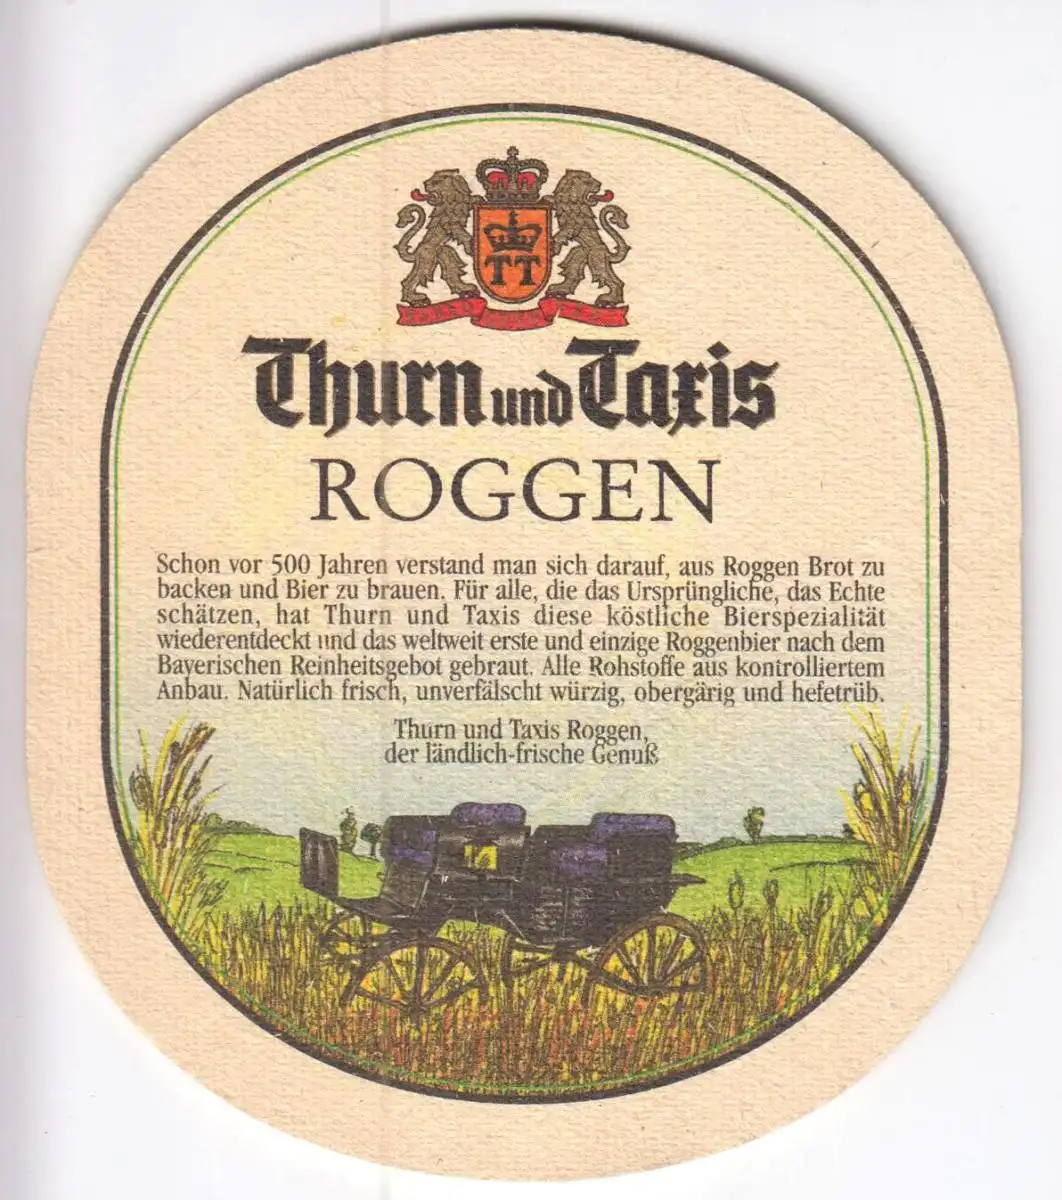 TT
Thurn und Taxis
ROGGEN
Schon vor 500 Jahren verstand man sich darauf, aus Roggen Brot zu
backen und Bier zu brauen. Für alle, die das Ursprüngliche, das Echte
schätzen, hat Thurn und Taxis diese köstliche Bierspezialität
wiederentdeckt und das weltweit erste und einzige Roggenbier nach dem
Bayerischen Reinheitsgebot gebraut. Alle Rohstoffe aus kontrolliertem
Anbau. Natürlich frisch, unverfälscht würzig, obergärig und hefetrüb.
Thurn und Taxis Roggen,
der ländlich-frische Genuß